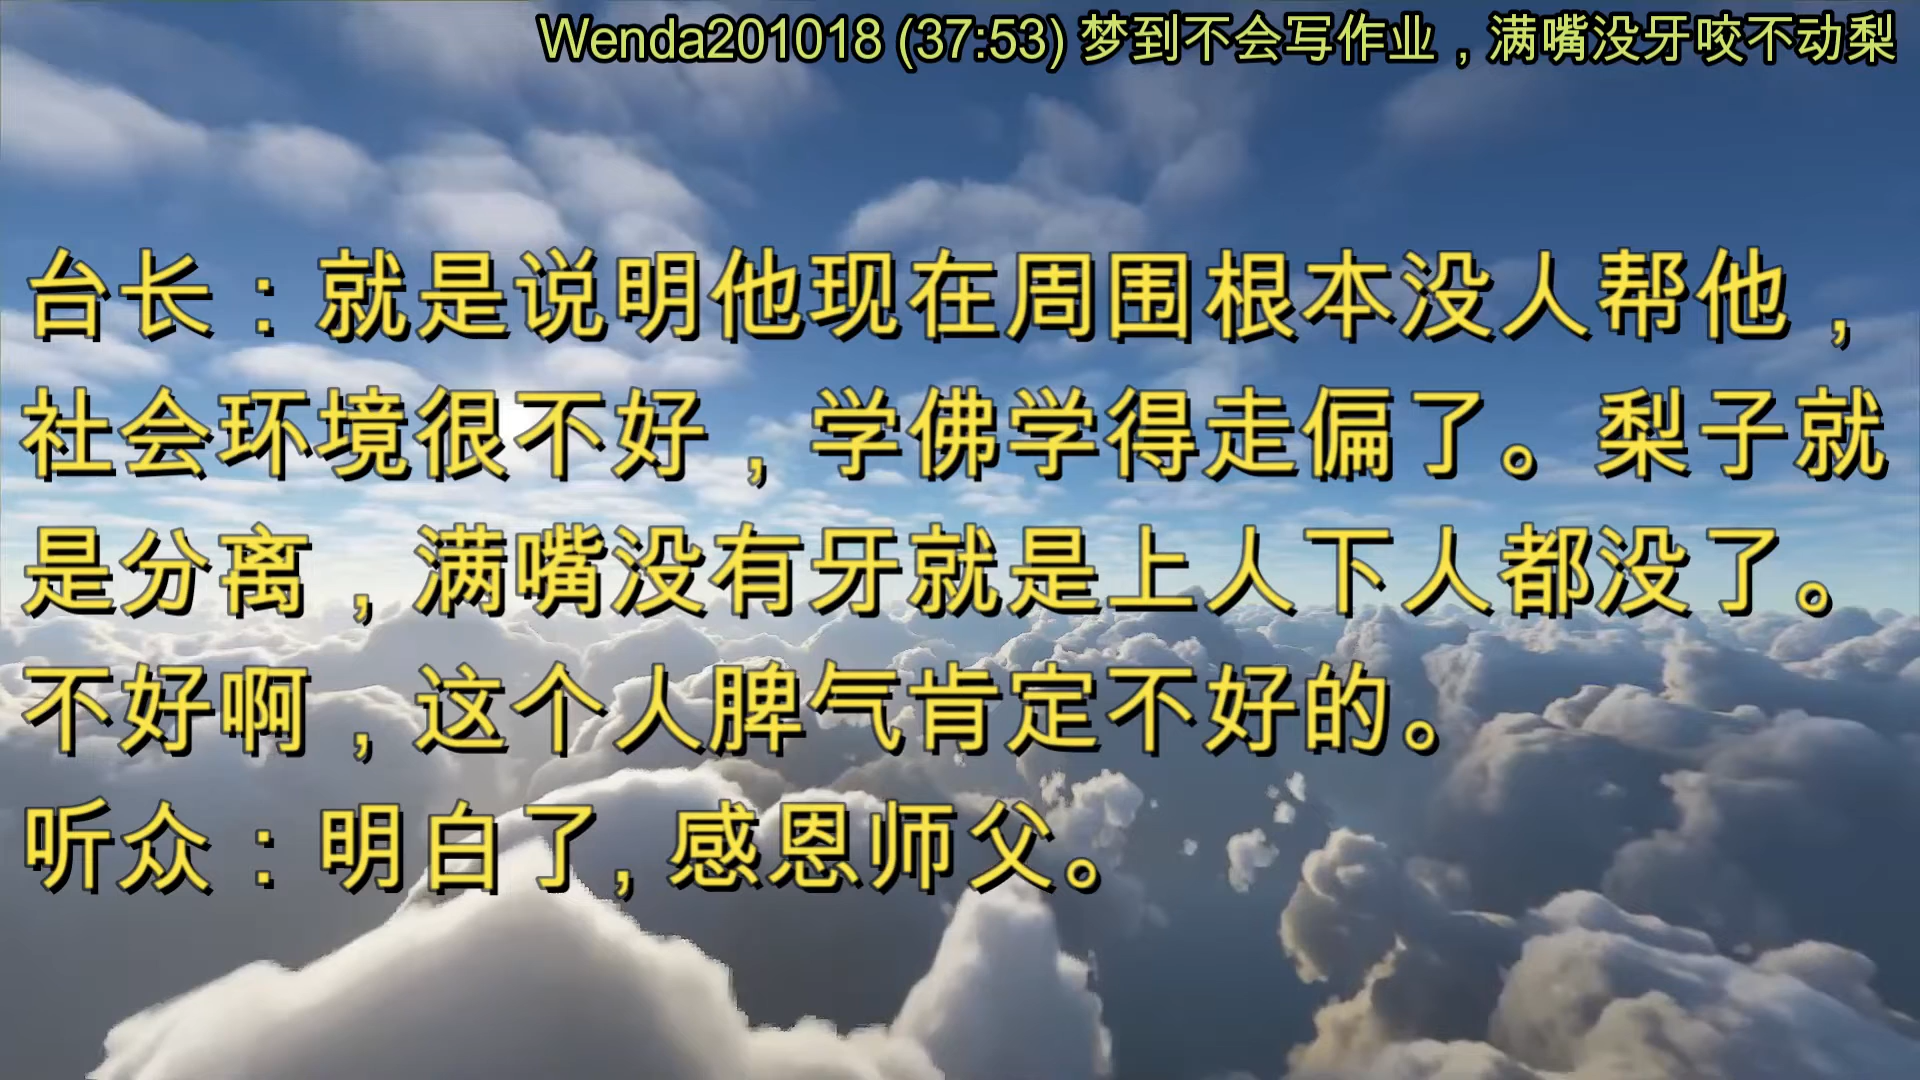 Wenda201018 (37:53) 梦到不会写作业，满嘴没牙咬不动梨
台长：就是说明他现在周围根本没人帮他，
社会环境很不好，学佛学得走偏了。梨子就
是分离，满嘴没有牙就是上人下人都没了。
不好啊，这个人脾气肯定不好的。
听众：明白了, 感恩师父。